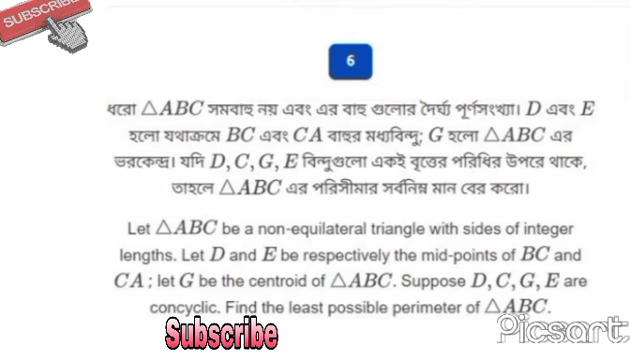 SUBSCRIBE
6
ধরো △ABC সমবাহু নয় এবং এর বাহু গুলোর দৈর্ঘ্য পূর্ণসংখ্যা। D এবং E
হলো যথাক্রমে BC এবং CA বাহুর মধ্যবিন্দু; G হলো △ABC এর
ভরকেন্দ্র। যদি D, C, G, E বিন্দুগুলো একই বৃত্তের পরিধির উপরে থাকে,
তাহলে △ABC এর পরিসীমার সর্বনিম্ন মান বের করো।
Let △ABC be a non-equilateral triangle with sides of integer
lengths. Let D and E be respectively the mid-points of BC and
CA ; let G be the centroid of △ABC. Suppose D, C, G, E are
concyclic. Find the least possible perimeter of △ABC.
Subscribe
Picsart